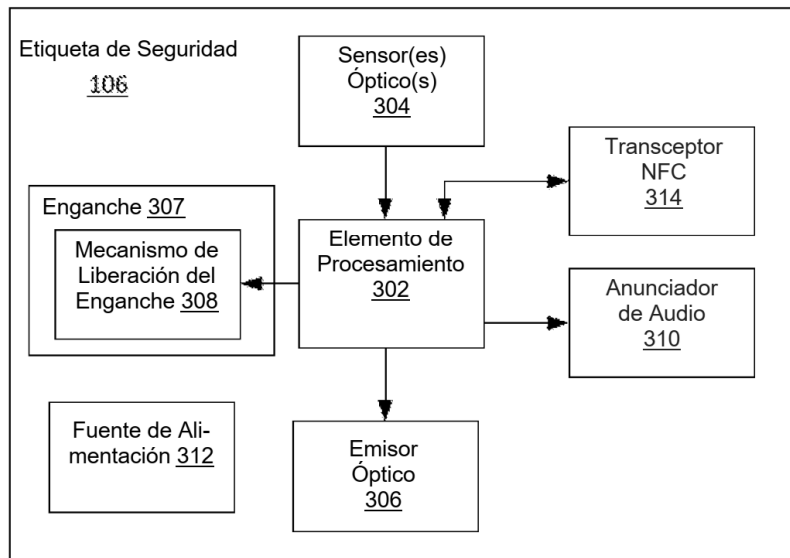 Etiqueta de Seguridad
106
Sensor(es)
Óptico(s)
304
Transceptor
NFC
314
Enganche 307
Mecanismo de
Liberación del
Enganche 308
Elemento de
Procesamiento
302
Anunciador
de Audio
310
Fuente de Ali-
mentación 312
Emisor
Óptico
306